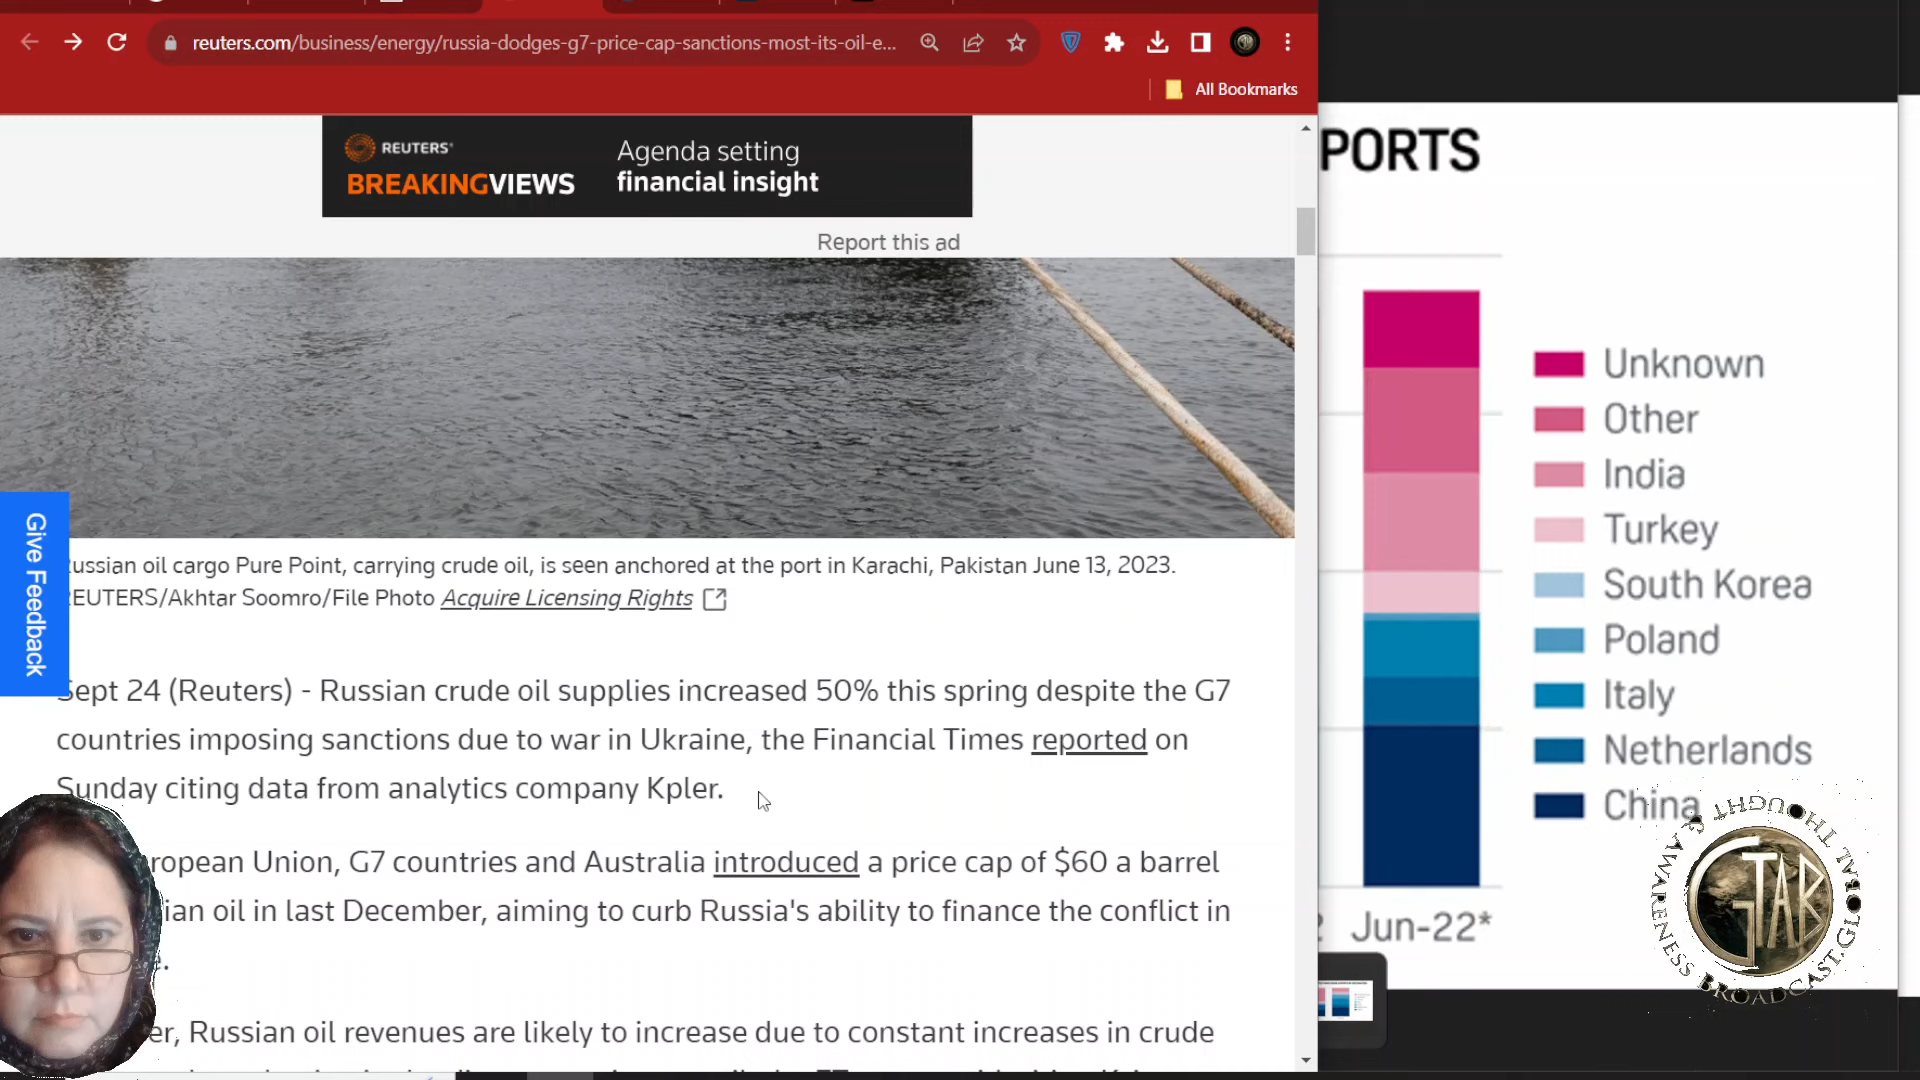 reuters.com/business/energy/russia-dodges-g7-price-cap-sanctions-most-its-oil-e...
All Bookmarks
REUTERS
BREAKINGVIEWS
Agenda setting
financial insight
Report this ad
ussian oil cargo Pure Point, carrying crude oil, is seen anchored at the port in Karachi, Pakistan June 13, 2023.
EUTERS/Akhtar Soomro/File Photo Acquire Licensing Rights
Give Feedback
Sept 24 (Reuters) - Russian crude oil supplies increased 50% this spring despite the G7
countries imposing sanctions due to war in Ukraine, the Financial Times reported on
Sunday citing data from analytics company Kpler.
ropean Union, G7 countries and Australia introduced a price cap of $60 a barrel
ian oil in last December, aiming to curb Russia's ability to finance the conflict in
er, Russian oil revenues are likely to increase due to constant increases in crude
PORTS
Unknown
Other
India
Turkey
South Korea
Poland
Italy
Netherlands
China
2 Jun-22*
GTAB
GLOBAL THOUGHT & AWARENESS BROADCAST.